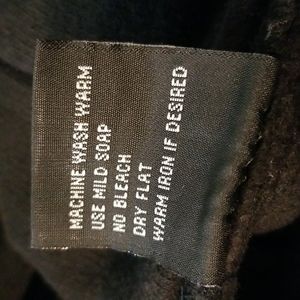 MACHINE WASH WARM
USE MILD SOAP
NO BLEACH
DRY FLAT
WARM IRON IF DESIRED